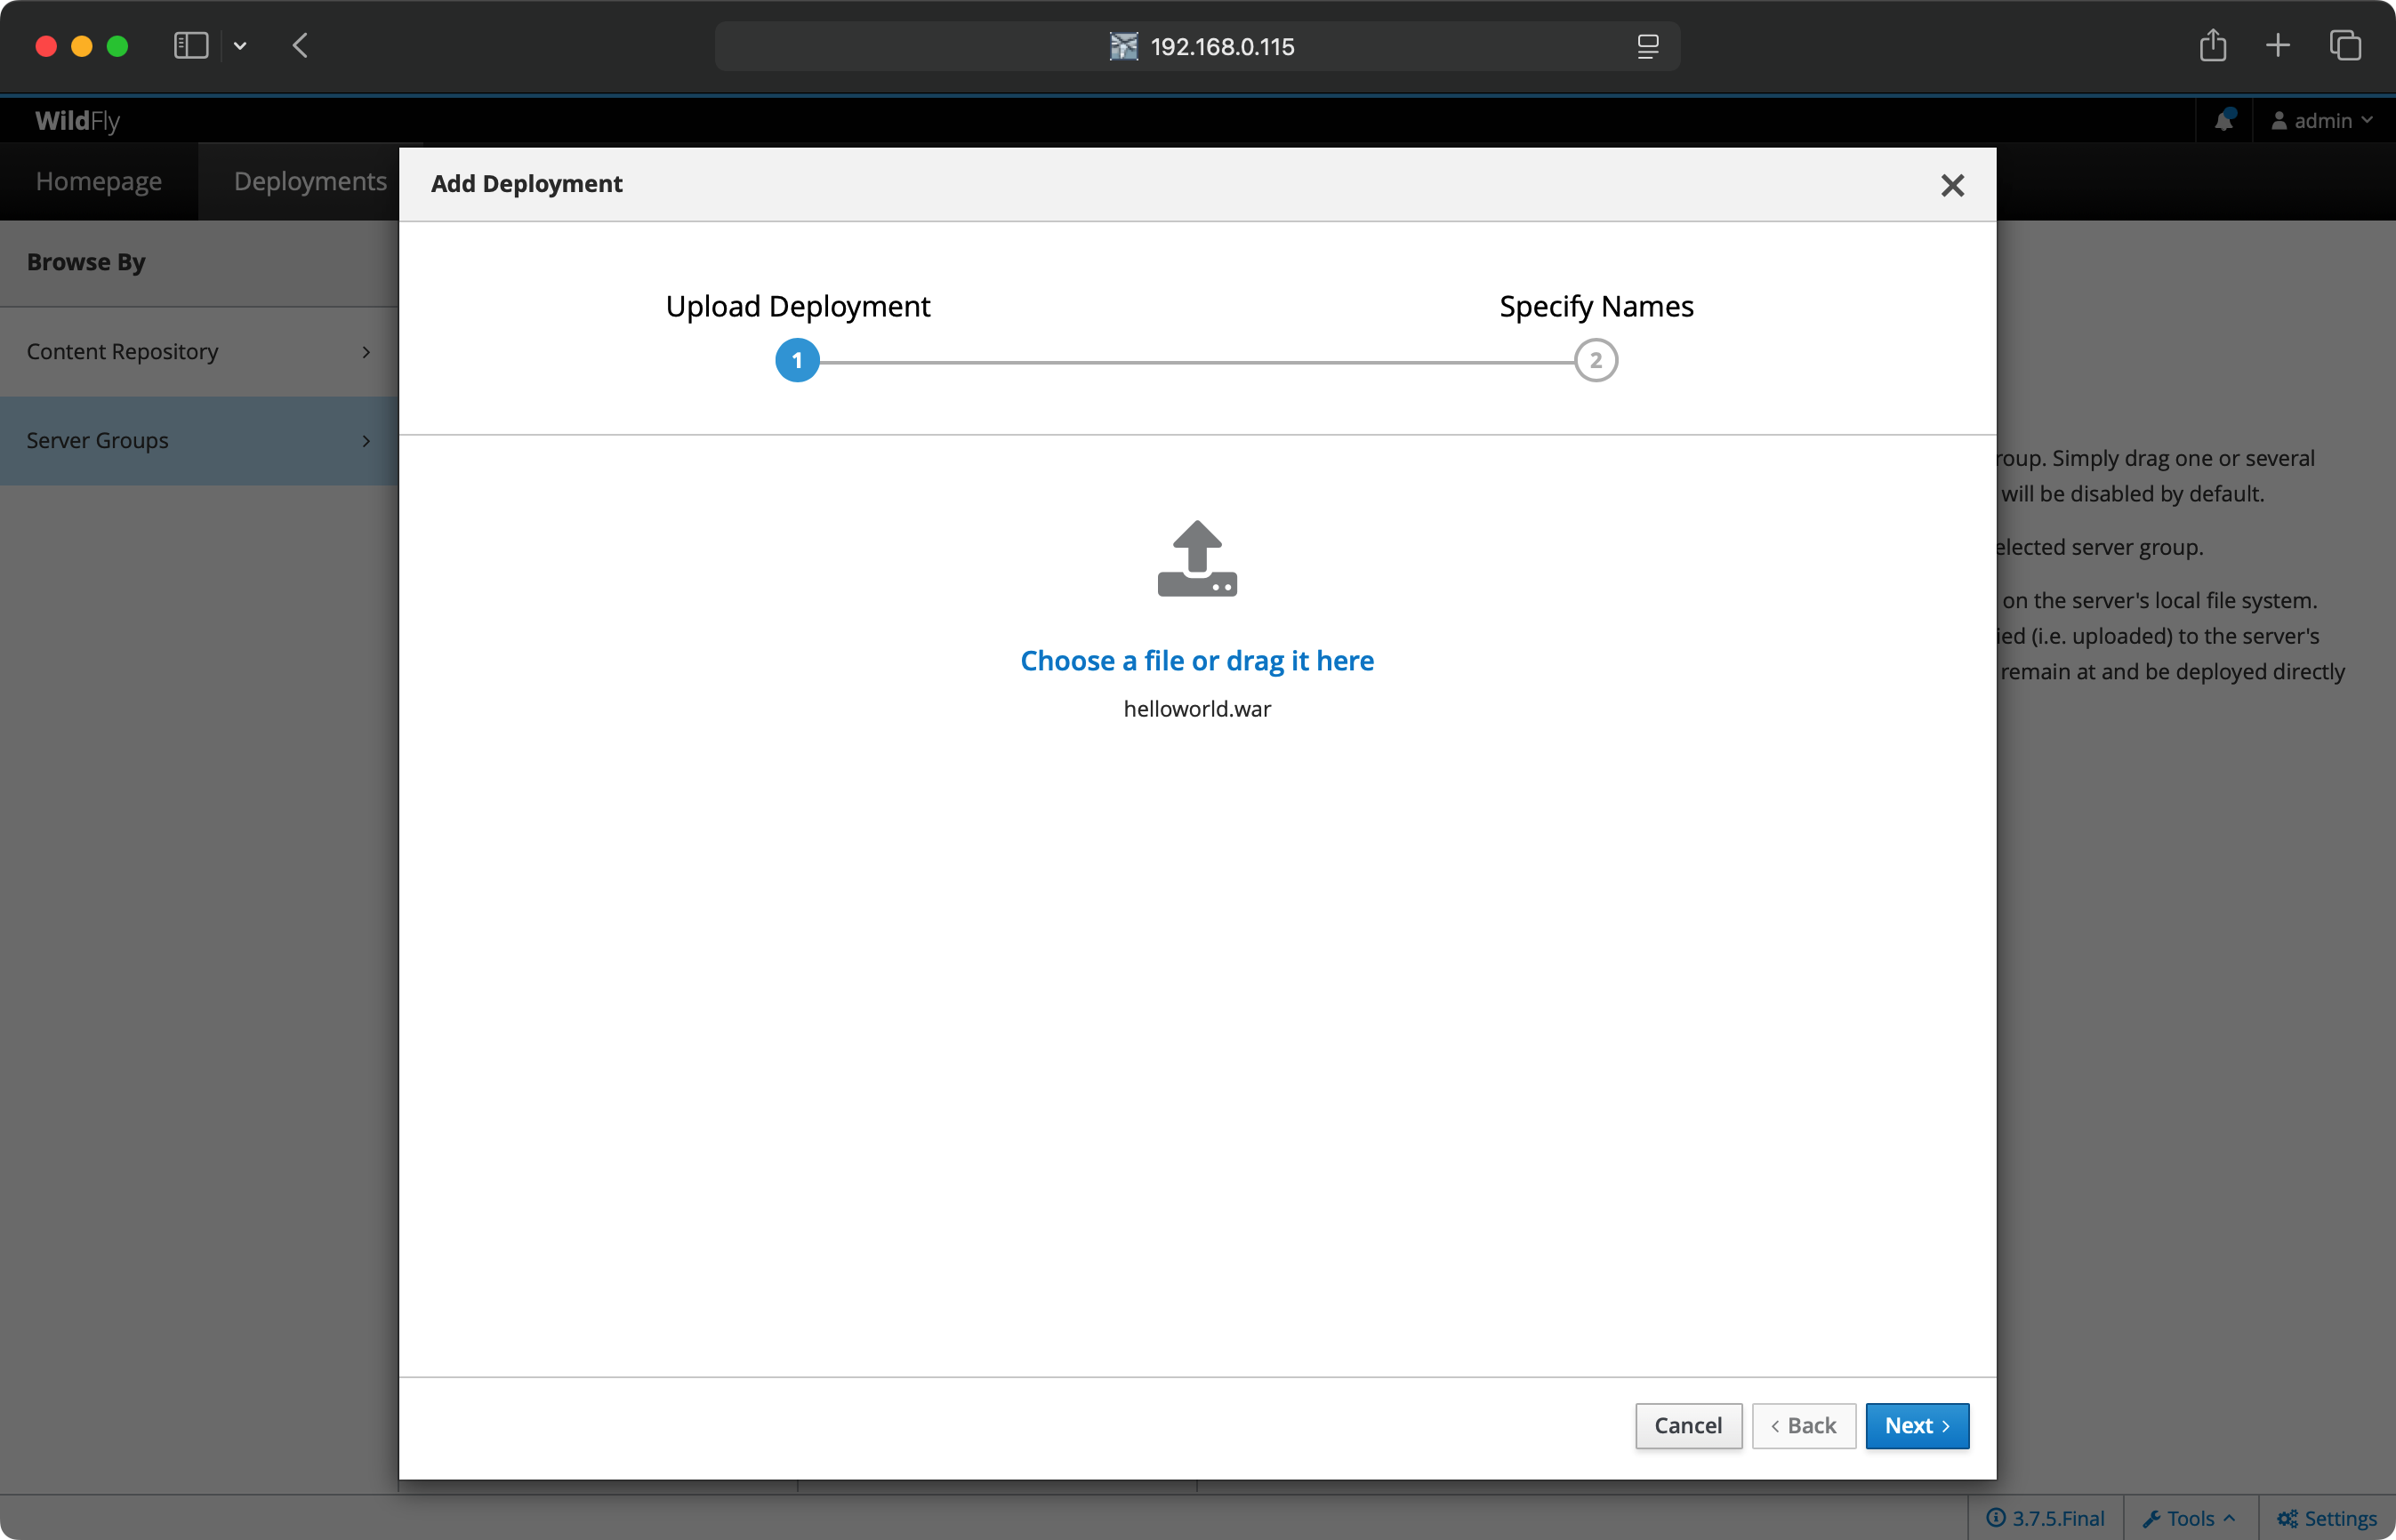 192.168.0.115
WildFly
admin
Homepage
Deployments
Add Deployment
Browse By
Content Repository
Server Groups
Upload Deployment
Specify Names
1
2
Choose a file or drag it here
helloworld.war
roup. Simply drag one or several
will be disabled by default.
elected server group.
on the server's local file system.
ied (i.e. uploaded) to the server's
remain at and be deployed directly
Cancel
Back
Next
3.7.5.Final
Tools
Settings